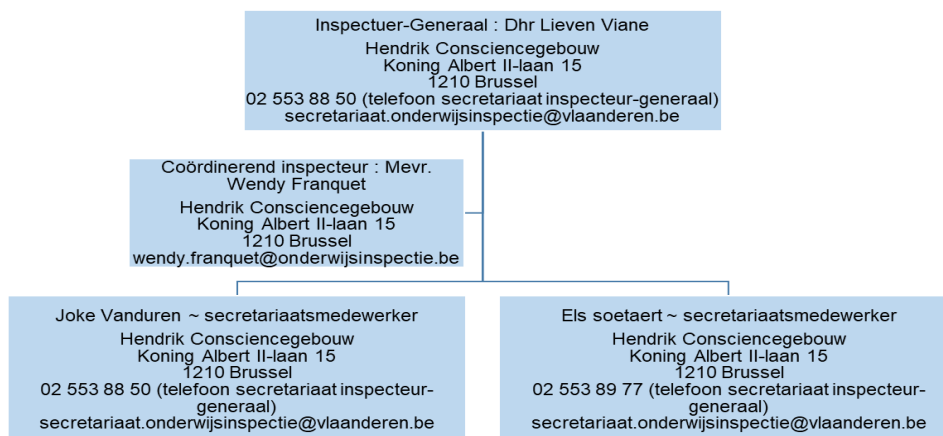 Inspectuer-Generaal : Dhr Lieven Viane
Hendrik Consciencegebouw
Koning Albert II-laan 15
1210 Brussel
02 553 88 50 (telefoon secretariaat inspecteur-generaal)
secretariaat.onderwijsinspectie@vlaanderen.be
Coördinerend inspecteur : Mevr.
Wendy Franquet
Hendrik Consciencegebouw
Koning Albert II-laan 15
1210 Brussel
wendy.franquet@onderwijsinspectie.be
Joke Vanduren ~ secretariaatsmedewerker
Hendrik Consciencegebouw
Koning Albert II-laan 15
1210 Brussel
02 553 88 50 (telefoon secretariaat inspecteur-
generaal)
secretariaat.onderwijsinspectie@vlaanderen.be
Els soetaert ~ secretariaatsmedewerker
Hendrik Consciencegebouw
Koning Albert II-laan 15
1210 Brussel
02 553 89 77 (telefoon secretariaat inspecteur-
generaal)
secretariaat.onderwijsinspectie@vlaanderen.be